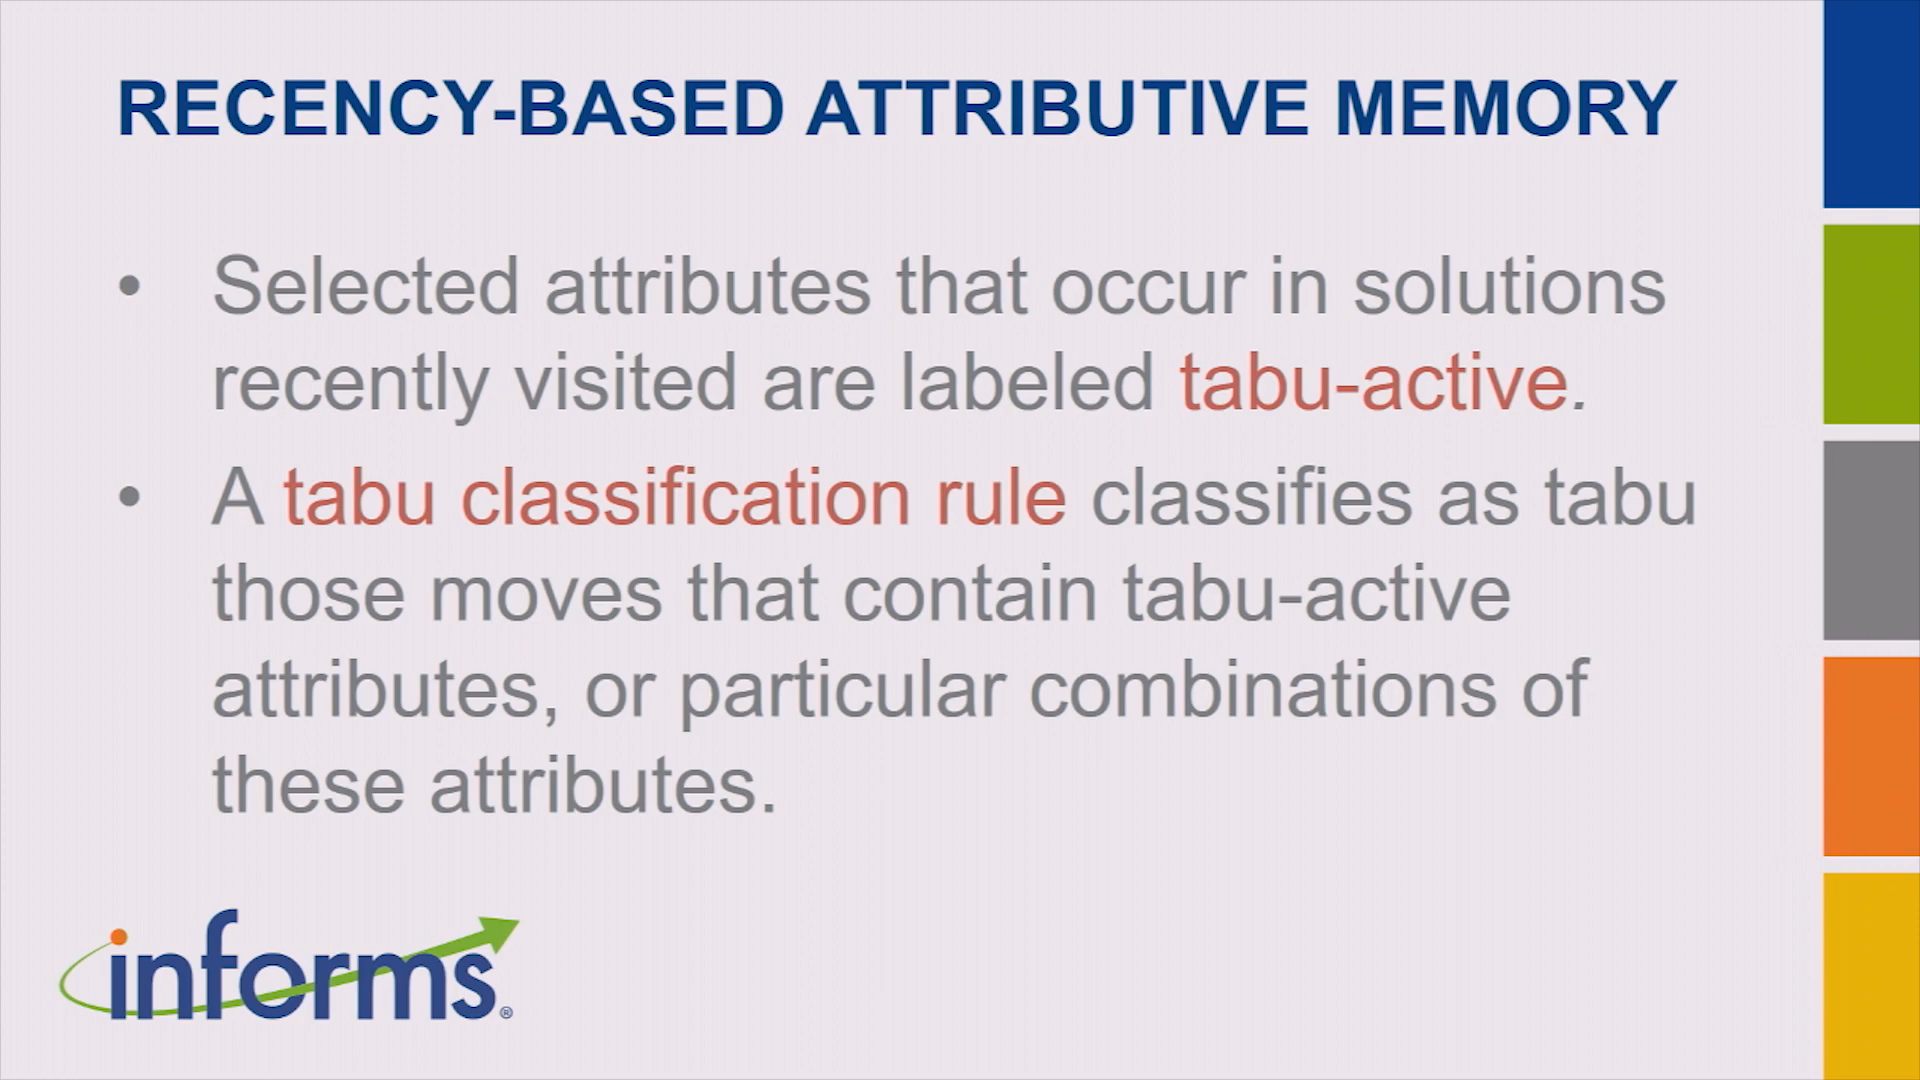 RECENCY-BASED ATTRIBUTIVE MEMORY
• Selected attributes that occur in solutions
recently visited are labeled tabu-active.
• A tabu classification rule classifies as tabu
those moves that contain tabu-active
attributes, or particular combinations of
these attributes.
informs®